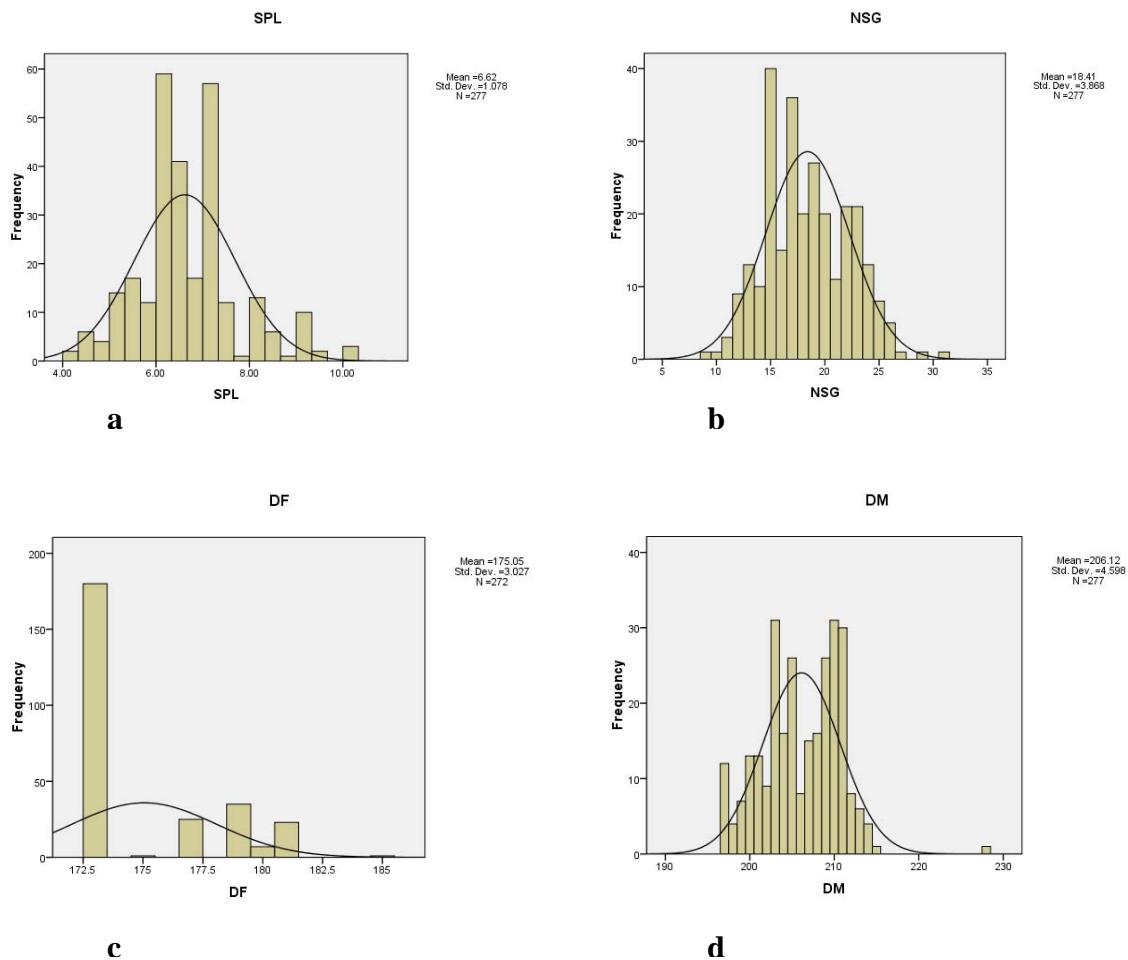 SPL
Mean =6.62
Std. Dev. =1.078
N =277
Frequency
60
50
40
30
20
10
0
4.00 6.00 8.00 10.00
SPL
a
NSG
Mean =18.41
Std. Dev. =3.868
N =277
Frequency
40
30
20
10
0
5 10 15 20 25 30 35
NSG
b
DF
Mean =175.05
Std. Dev. =3.027
N =272
Frequency
200
150
100
50
0
172.5 175 177.5 180 182.5 185
DF
c
DM
Mean =206.12
Std. Dev. =4.598
N =277
Frequency
40
30
20
10
0
190 200 210 220 230
DM
d